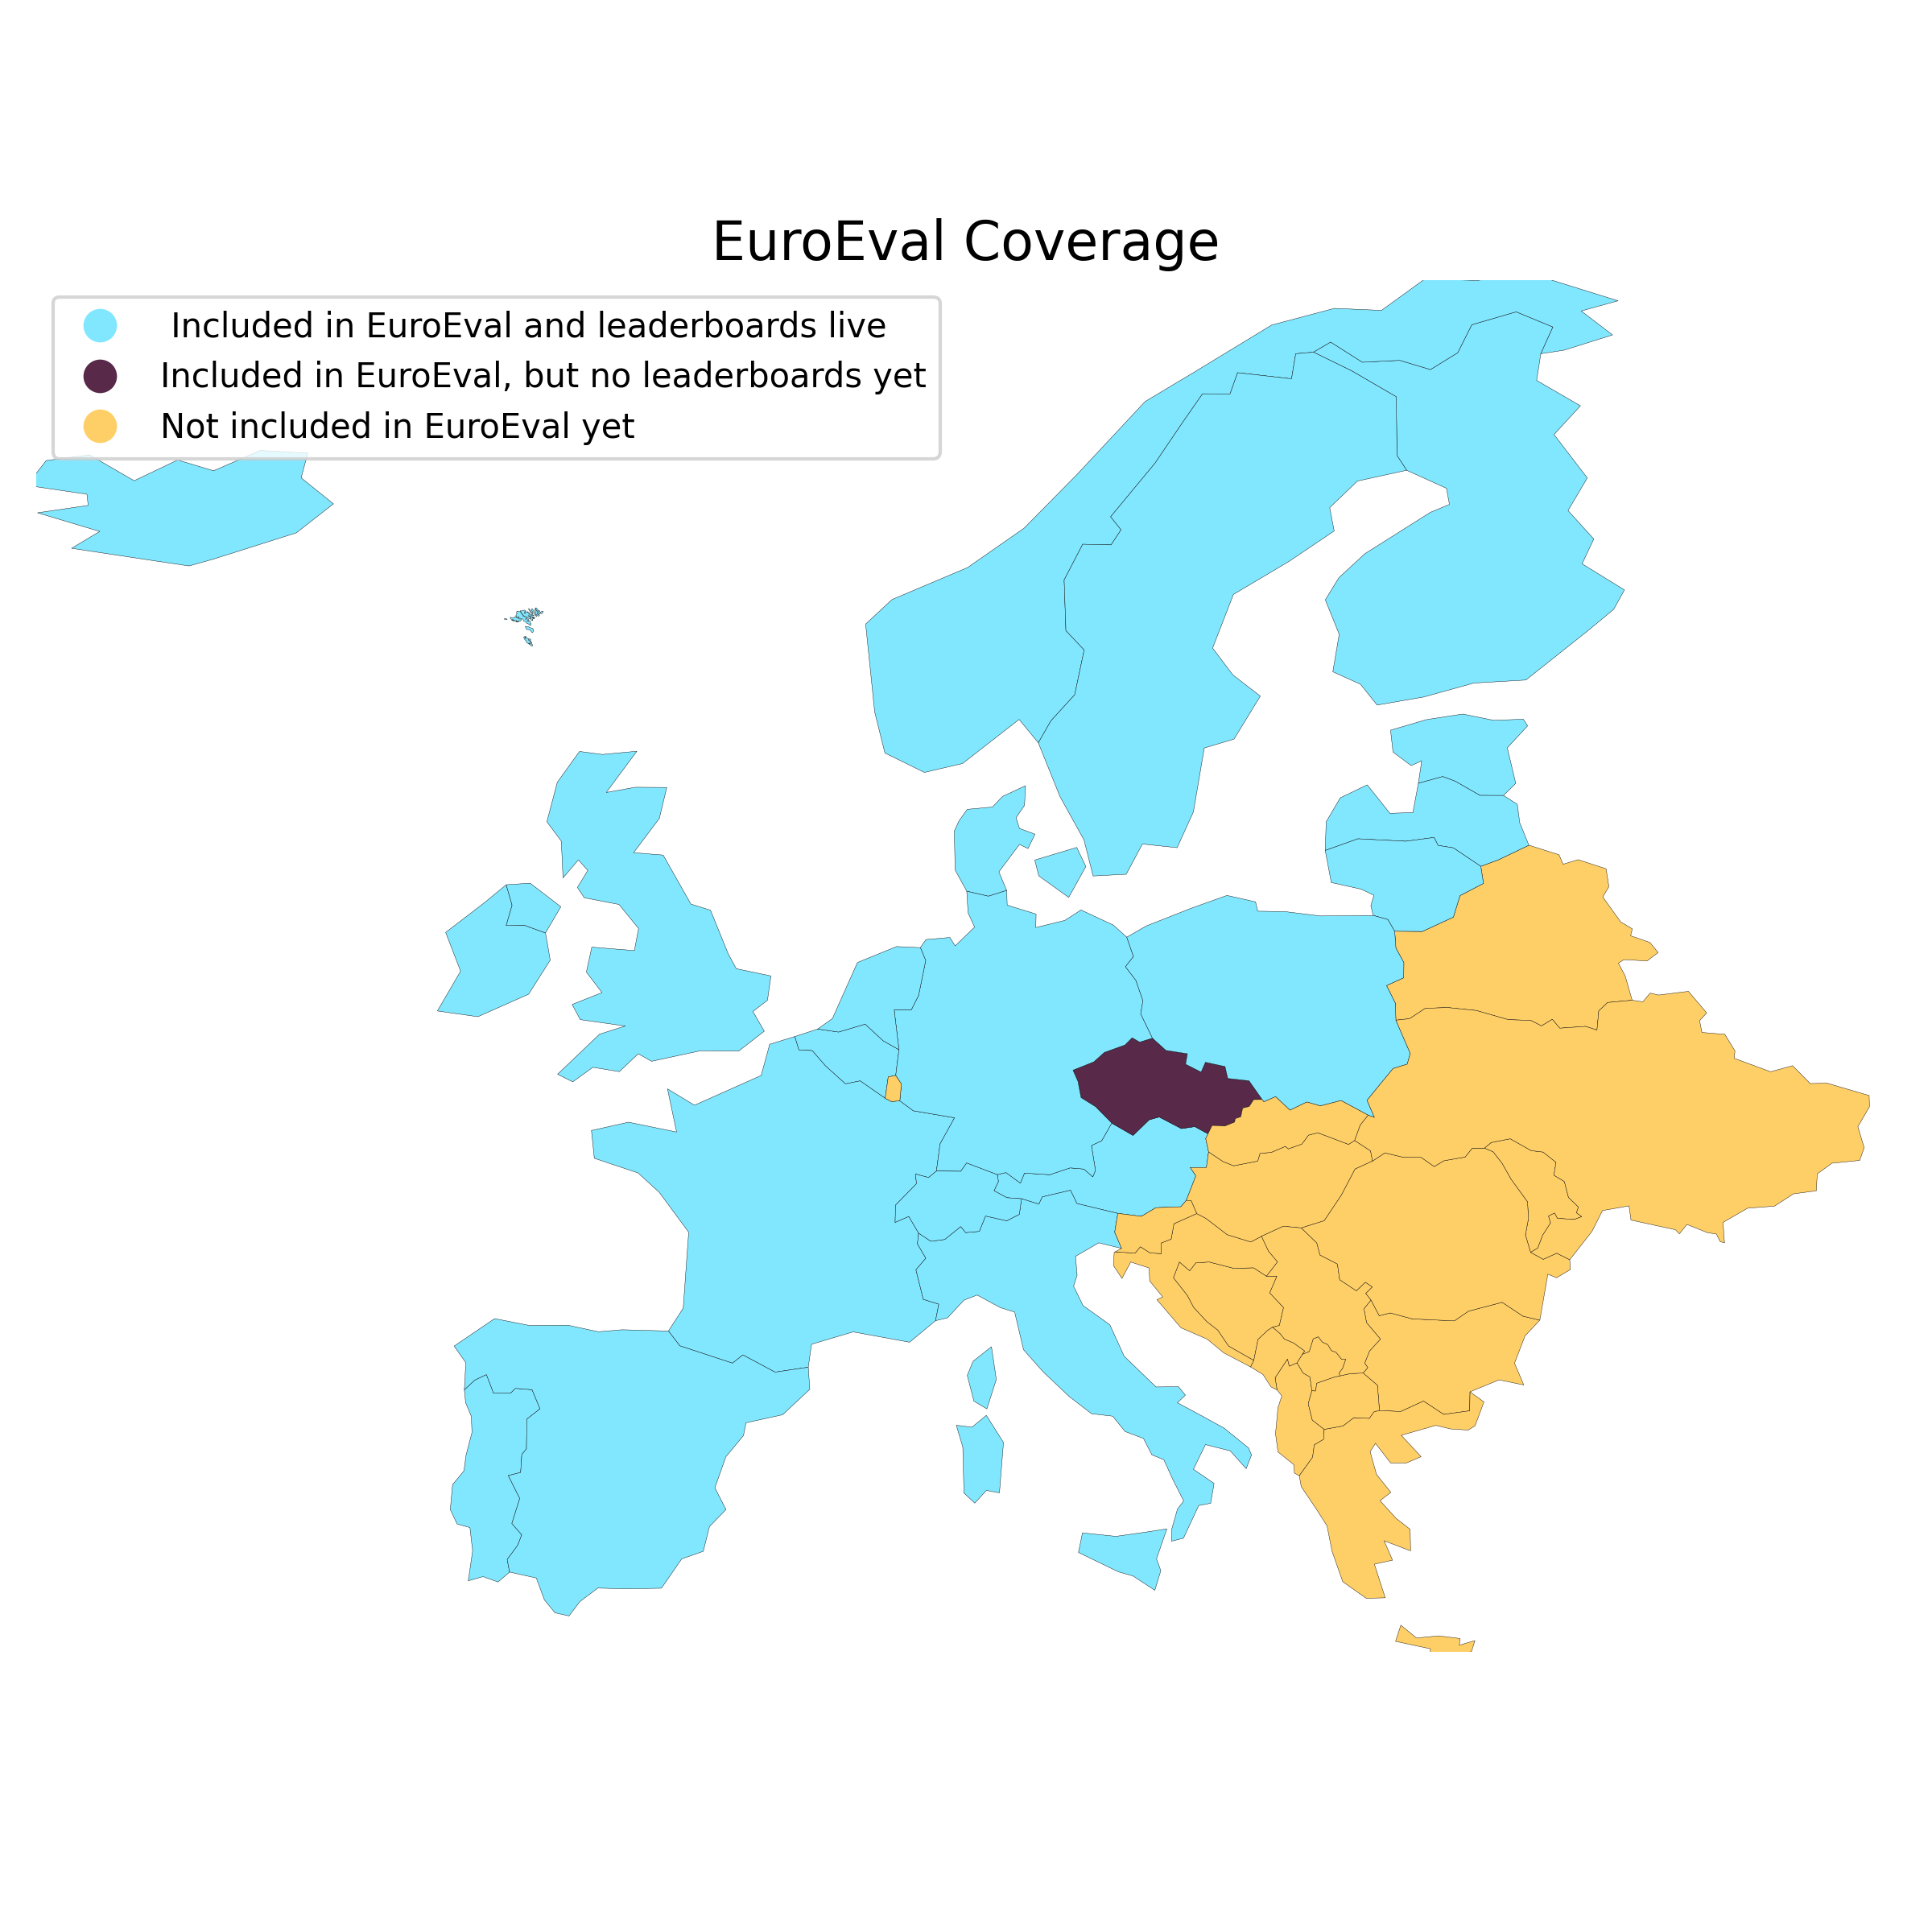 EuroEval Coverage
Included in EuroEval and leaderboards live
Included in EuroEval, but no leaderboards yet
Not included in EuroEval yet